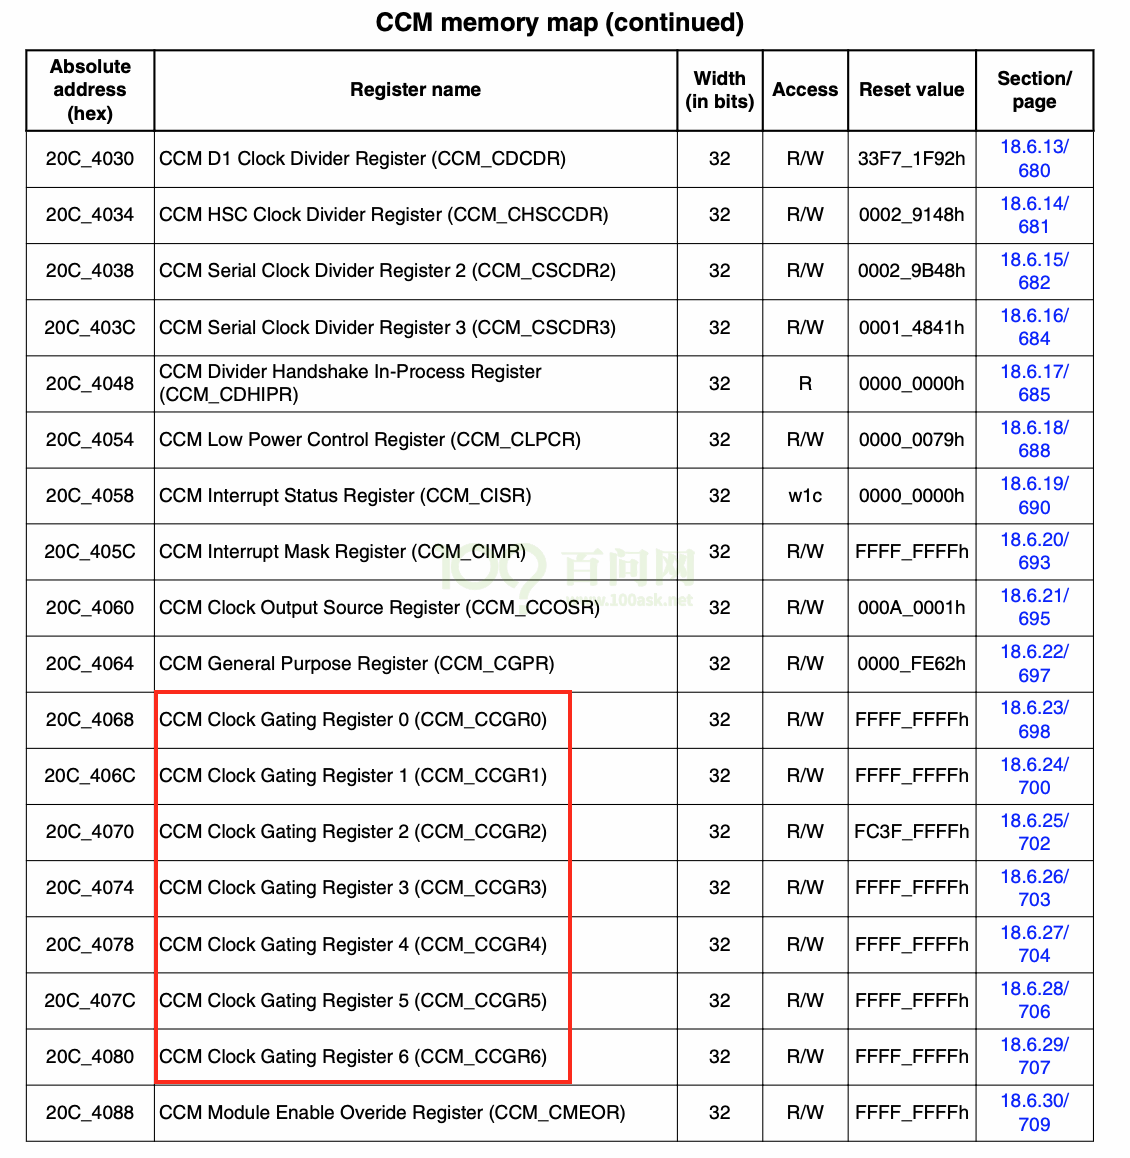 CCM memory map (continued)
Absolute address (hex) Register name Width (in bits) Access Reset value Section/ page
20C_4030 CCM D1 Clock Divider Register (CCM_CDCDR) 32 R/W 33F7_1F92h 18.6.13/ 680
20C_4034 CCM HSC Clock Divider Register (CCM_CHSCCDR) 32 R/W 0002_9148h 18.6.14/ 681
20C_4038 CCM Serial Clock Divider Register 2 (CCM_CSCDR2) 32 R/W 0002_9B48h 18.6.15/ 682
20C_403C CCM Serial Clock Divider Register 3 (CCM_CSCDR3) 32 R/W 0001_4841h 18.6.16/ 684
20C_4048 CCM Divider Handshake In-Process Register (CCM_CDHIPR) 32 R 0000_0000h 18.6.17/ 685
20C_4054 CCM Low Power Control Register (CCM_CLPCR) 32 R/W 0000_0079h 18.6.18/ 688
20C_4058 CCM Interrupt Status Register (CCM_CISR) 32 w1c 0000_0000h 18.6.19/ 690
20C_405C CCM Interrupt Mask Register (CCM_CIMR) 32 R/W FFFF_FFFFh 18.6.20/ 693
100 百问网
www.100ask.net
20C_4060 CCM Clock Output Source Register (CCM_CCOSR) 32 R/W 000A_0001h 18.6.21/ 695
20C_4064 CCM General Purpose Register (CCM_CGPR) 32 R/W 0000_FE62h 18.6.22/ 697
20C_4068 CCM Clock Gating Register 0 (CCM_CCGR0) 32 R/W FFFF_FFFFh 18.6.23/ 698
20C_406C CCM Clock Gating Register 1 (CCM_CCGR1) 32 R/W FFFF_FFFFh 18.6.24/ 700
20C_4070 CCM Clock Gating Register 2 (CCM_CCGR2) 32 R/W FC3F_FFFFh 18.6.25/ 702
20C_4074 CCM Clock Gating Register 3 (CCM_CCGR3) 32 R/W FFFF_FFFFh 18.6.26/ 703
20C_4078 CCM Clock Gating Register 4 (CCM_CCGR4) 32 R/W FFFF_FFFFh 18.6.27/ 704
20C_407C CCM Clock Gating Register 5 (CCM_CCGR5) 32 R/W FFFF_FFFFh 18.6.28/ 706
20C_4080 CCM Clock Gating Register 6 (CCM_CCGR6) 32 R/W FFFF_FFFFh 18.6.29/ 707
20C_4088 CCM Module Enable Overide Register (CCM_CMEOR) 32 R/W FFFF_FFFFh 18.6.30/ 709